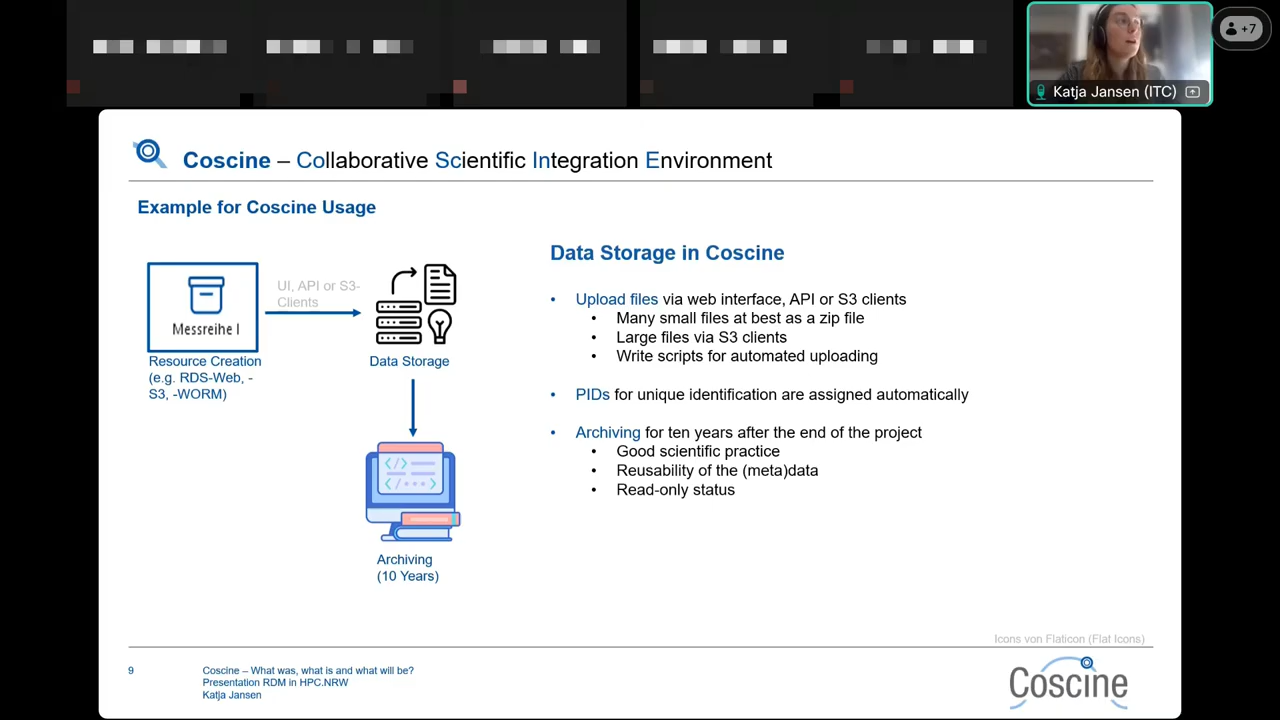 +7
Katja Jansen (ITC)
Coscine – Collaborative Scientific Integration Environment
Example for Coscine Usage
Messreihe I
UI, API or S3-
Clients
Resource Creation
(e.g. RDS-Web, -
S3, -WORM)
Data Storage
Archiving
(10 Years)
Data Storage in Coscine
• Upload files via web interface, API or S3 clients
• Many small files at best as a zip file
• Large files via S3 clients
• Write scripts for automated uploading
• PIDs for unique identification are assigned automatically
• Archiving for ten years after the end of the project
• Good scientific practice
• Reusability of the (meta)data
• Read-only status
Icons von Flaticon (Flat Icons)
9
Coscine – What was, what is and what will be?
Presentation RDM in HPC.NRW
Katja Jansen
Coscine